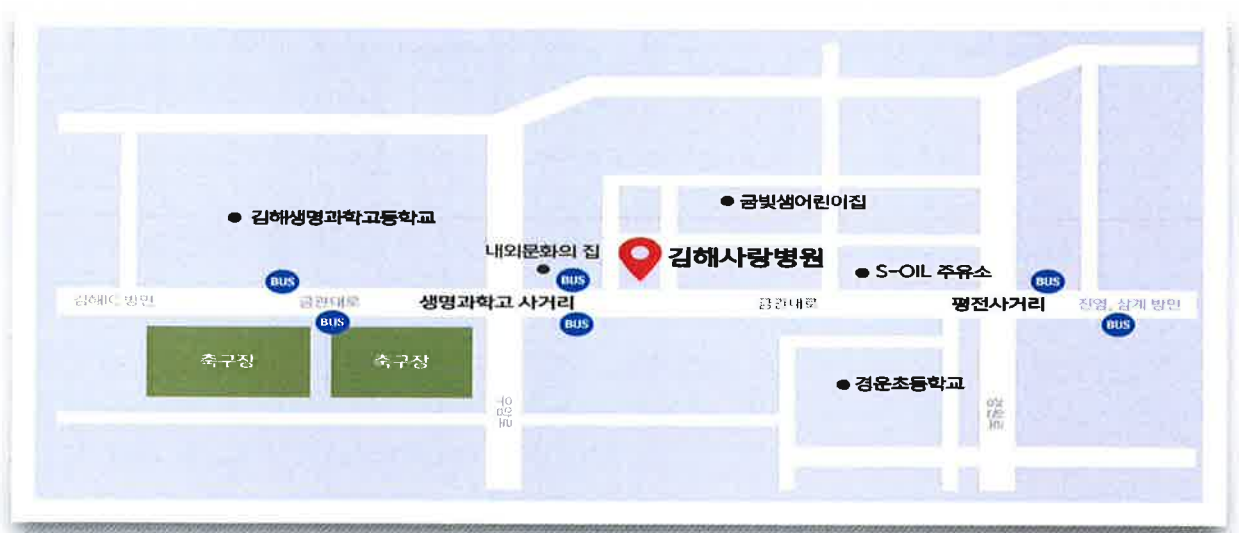 금빛샘어린이집
김해생명과학고등학교
내외문화의 집
김해사랑병원
S-OIL 주유소
BUS
BUS
BUS
김해IC 방면
금관대로
생명과학고 사거리
금관대로
평전사거리
진영, 삼계 방면
BUS
BUS
BUS
축구장
축구장
경운초등학교